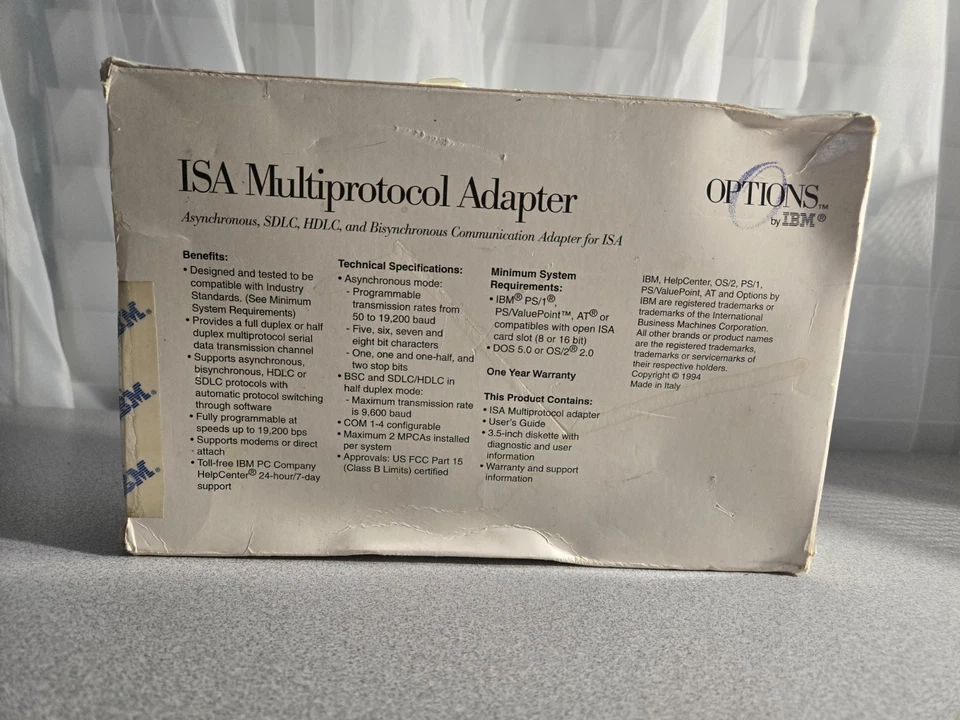 ISA Multiprotocol Adapter
Asynchronous, SDLC, HDLC, and Bisynchronous Communication Adapter for ISA
OPTIONS™
by IBM®
Benefits:
• Designed and tested to be
compatible with Industry
Standards. (See Minimum
System Requirements)
• Provides a full duplex or half
duplex multiprotocol serial
data transmission channel
• Supports asynchronous,
bisynchronous, HDLC or
SDLC protocols with
automatic protocol switching
through software
• Fully programmable at
speeds up to 19,200 bps
• Supports modems or direct
- attach
• Toll-free IBM PC Company
HelpCenter® 24-hour/7-day
support
Technical Specifications:
• Asynchronous mode:
- Programmable
transmission rates from
50 to 19,200 baud
- Five, six, seven and
eight bit characters
- One, one and one-half, and
two stop bits
• BSC and SDLC/HDLC in
half duplex mode:
- Maximum transmission rate
is 9,600 baud
• COM 1-4 configurable
• Maximum 2 MPCAs installed
per system
• Approvals: US FCC Part 15
(Class B Limits) certified
Minimum System
Requirements:
• IBM® PS/1®,
PS/ValuePoint™, AT® or
compatibles with open ISA
card slot (8 or 16 bit)
• DOS 5.0 or OS/2® 2.0
One Year Warranty
This Product Contains:
• ISA Multiprotocol adapter
• User's Guide
• 3.5-inch diskette with
diagnostic and user
information
• Warranty and support
information
IBM, HelpCenter, OS/2, PS/1,
PS/ValuePoint, AT and Options by
IBM are registered trademarks or
trademarks of the International
Business Machines Corporation.
All other brands or product names
are the registered trademarks,
trademarks or servicemarks of
their respective holders.
Copyright © 1994
Made in Italy
IBM®
IBM®
IBM®